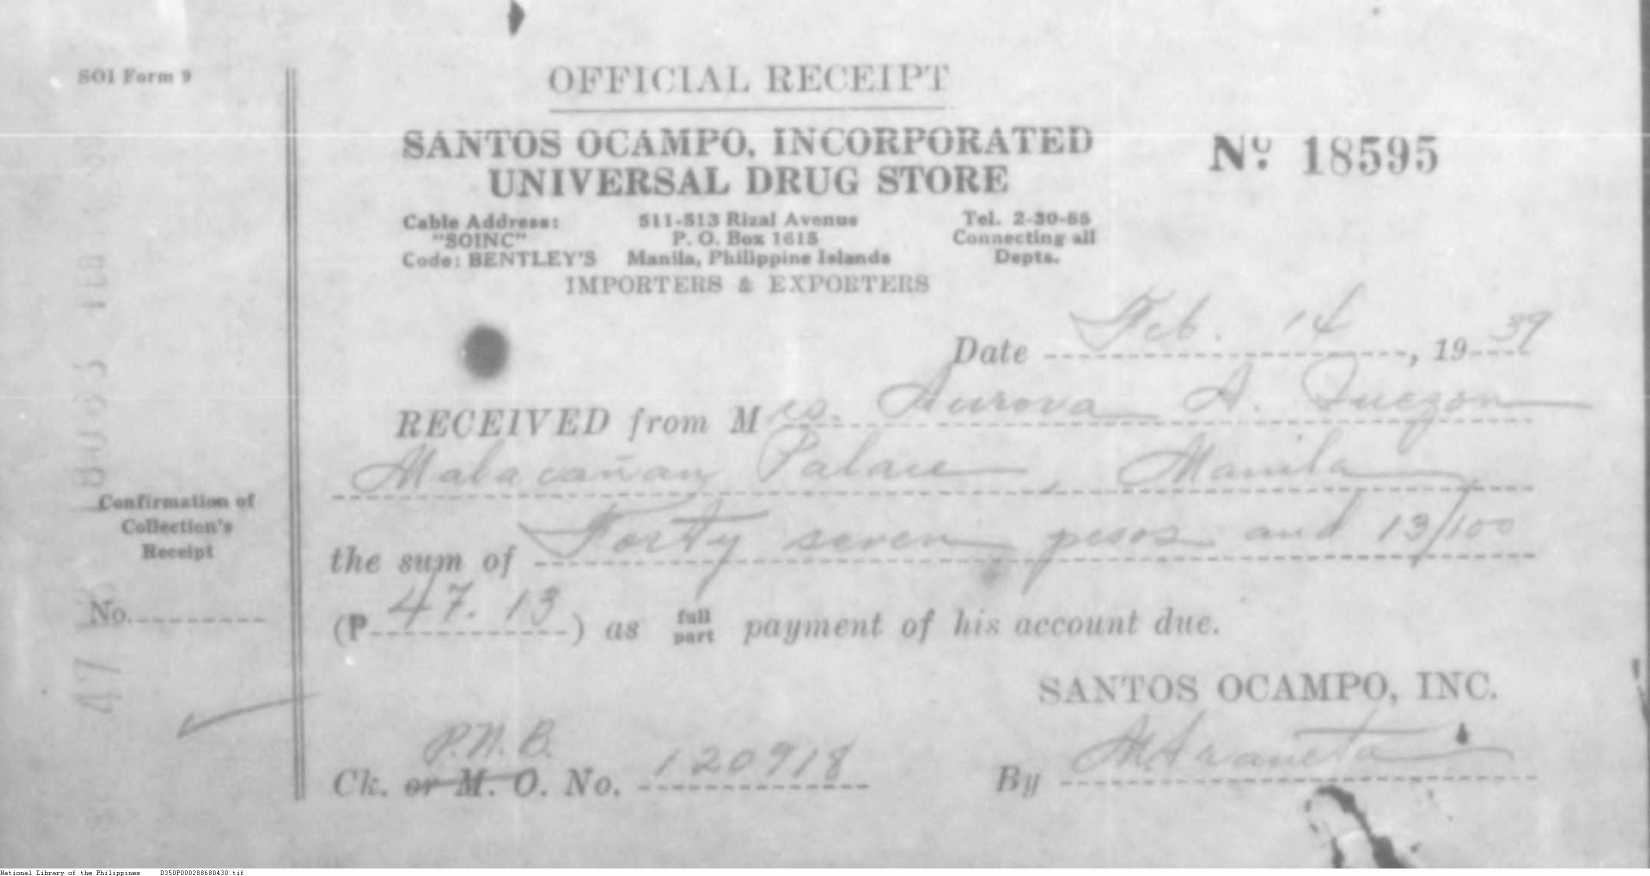 SOI Form 9
OFFICIAL RECEIPT
SANTOS OCAMPO, INCORPORATED
UNIVERSAL DRUG STORE
Nº 18595
Cable Address: 511-513 Rizal Avenue Tel. 2-30-65
"SOINC" P. O. Box 1615 Connecting all
Code: BENTLEY'S Manila, Philippine Islands Depts.
IMPORTERS & EXPORTERS
Date Feb. 14, 1939
RECEIVED from Mrs. Aurora A. Quezon
Malacañan Palace, Manila
the sum of Forty seven pesos and 13/100
(₱ 47.13) as full part payment of his account due.
Confirmation of
Collection's
Receipt
No.
SANTOS OCAMPO, INC.
P.N.B.
Ck. or M. O. No. 120918
By M Araneta
National Library of the Philippines D350P000288680430.tif